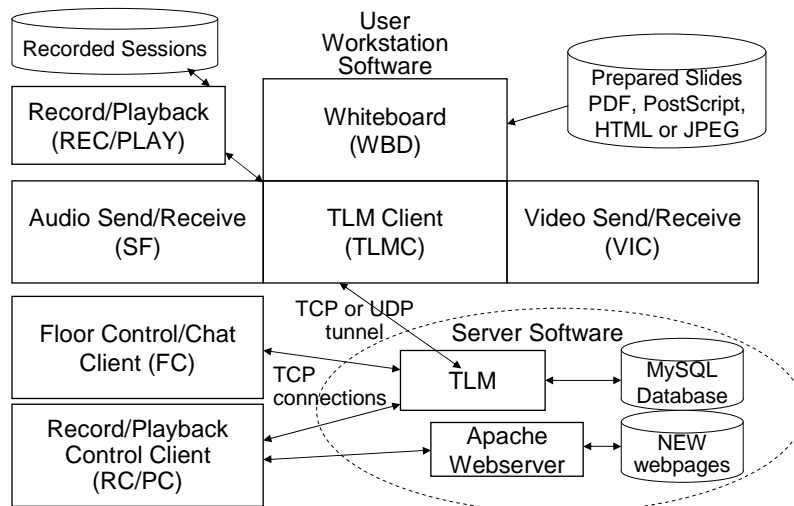 User
Workstation
Software
Recorded Sessions
Record/Playback
(REC/PLAY)
Whiteboard
(WBD)
Prepared Slides
PDF, PostScript,
HTML or JPEG
Audio Send/Receive
(SF)
TLM Client
(TLMC)
Video Send/Receive
(VIC)
TCP or UDP
tunnel
Floor Control/Chat
Client (FC)
Server Software
TCP
connections
TLM
MySQL
Database
Record/Playback
Control Client
(RC/PC)
Apache
Webserver
NEW
webpages